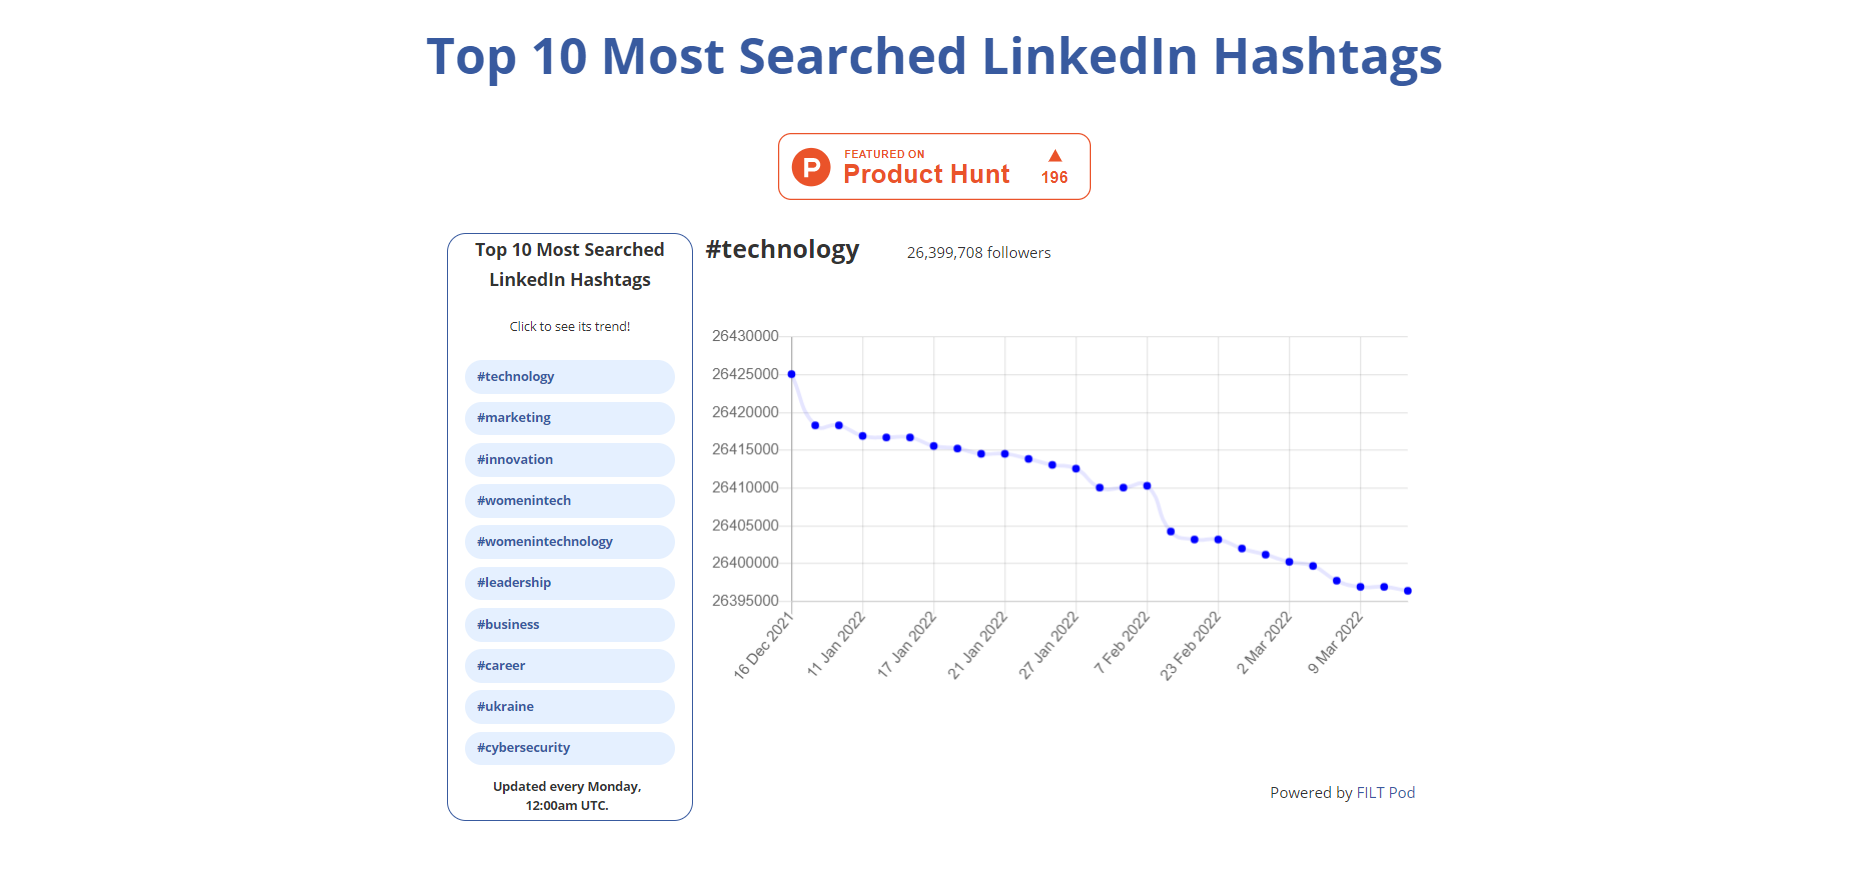 Top 10 Most Searched LinkedIn Hashtags
P
FEATURED ON
Product Hunt
196
Top 10 Most Searched
LinkedIn Hashtags
Click to see its trend!
#technology
#marketing
#innovation
#womenintech
#womenintechnology
#leadership
#business
#career
#ukraine
#cybersecurity
Updated every Monday,
12:00am UTC.
#technology 26,399,708 followers
26430000
26425000
26420000
26415000
26410000
26405000
26400000
26395000
16 Dec 2021
11 Jan 2022
17 Jan 2022
21 Jan 2022
27 Jan 2022
7 Feb 2022
23 Feb 2022
2 Mar 2022
9 Mar 2022
Powered by FILT Pod